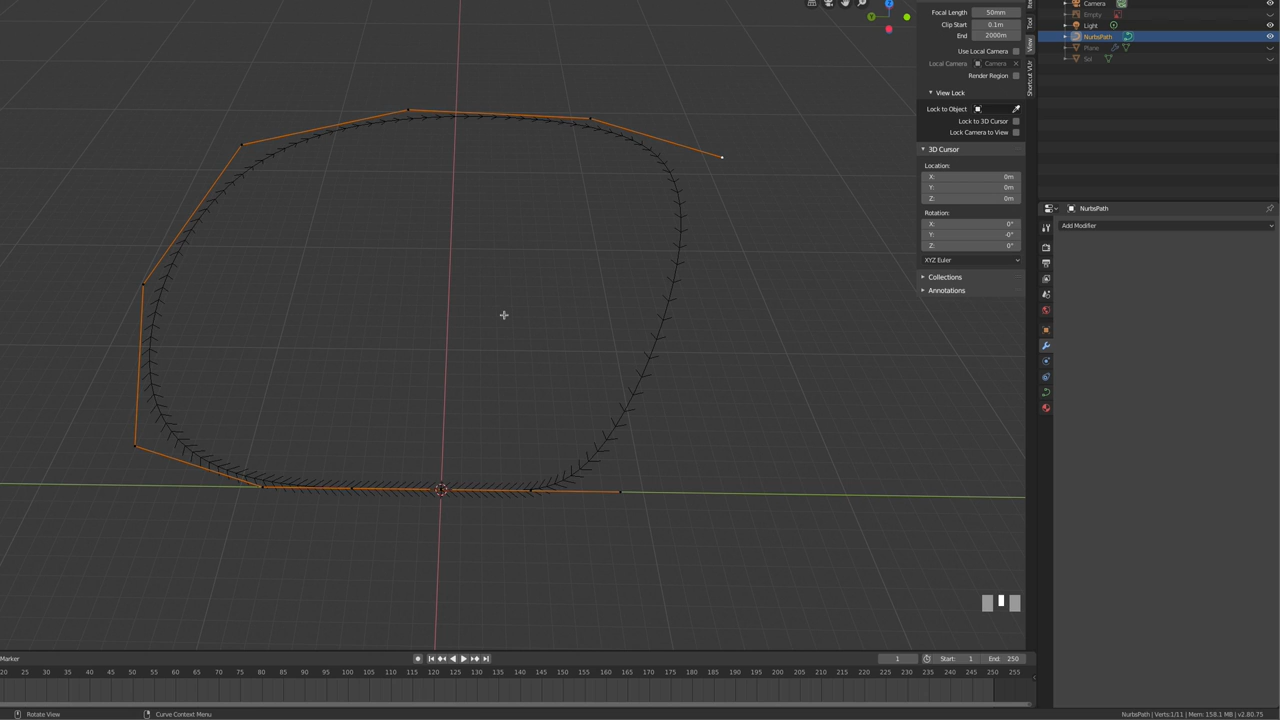 Camera
Empty
Light
NurbsPath
Plane
Sol
Focal Length 50mm
Clip Start 0.1m
End 2000m
Use Local Camera
Local Camera Camera
Render Region
View Lock
Lock to Object
Lock to 3D Cursor
Lock Camera to View
3D Cursor
Location:
X: 0m
Y: 0m
Z: 0m
Rotation:
X: 0°
Y: -0°
Z: 0°
XYZ Euler
Collections
Annotations
Tool
View
Shortcut VUr
NurbsPath
Add Modifier
Z
Y
Marker
1
Start: 1
End: 250
20 25 30 35 40 45 50 55 60 65 70 75 80 85 90 95 100 105 110 115 120 125 130 135 140 145 150 155 160 165 170 175 180 185 190 195 200 205 210 215 220 225 230 235 240 245 250 255
Rotate View
Curve Context Menu
NurbsPath | Verts:1/11 | Mem: 158.1 MB | v2.80.75